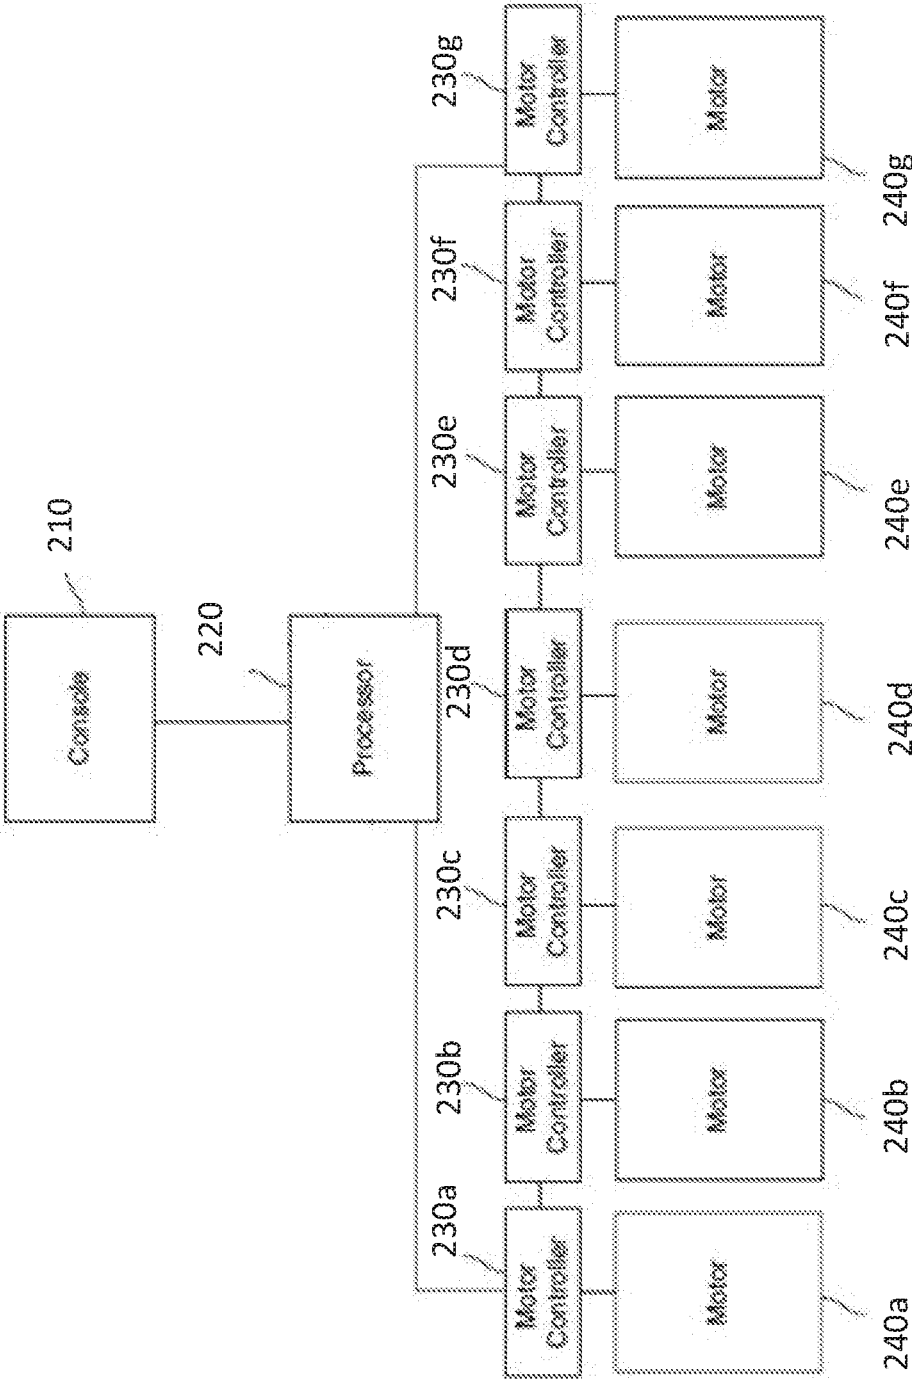 210
Console
220
Processor
230a
230b
230c
230d
230e
230f
230g
Motor
Controller
Motor
Controller
Motor
Controller
Motor
Controller
Motor
Controller
Motor
Controller
Motor
Controller
Motor
Motor
Motor
Motor
Motor
Motor
Motor
240a
240b
240c
240d
240e
240f
240g